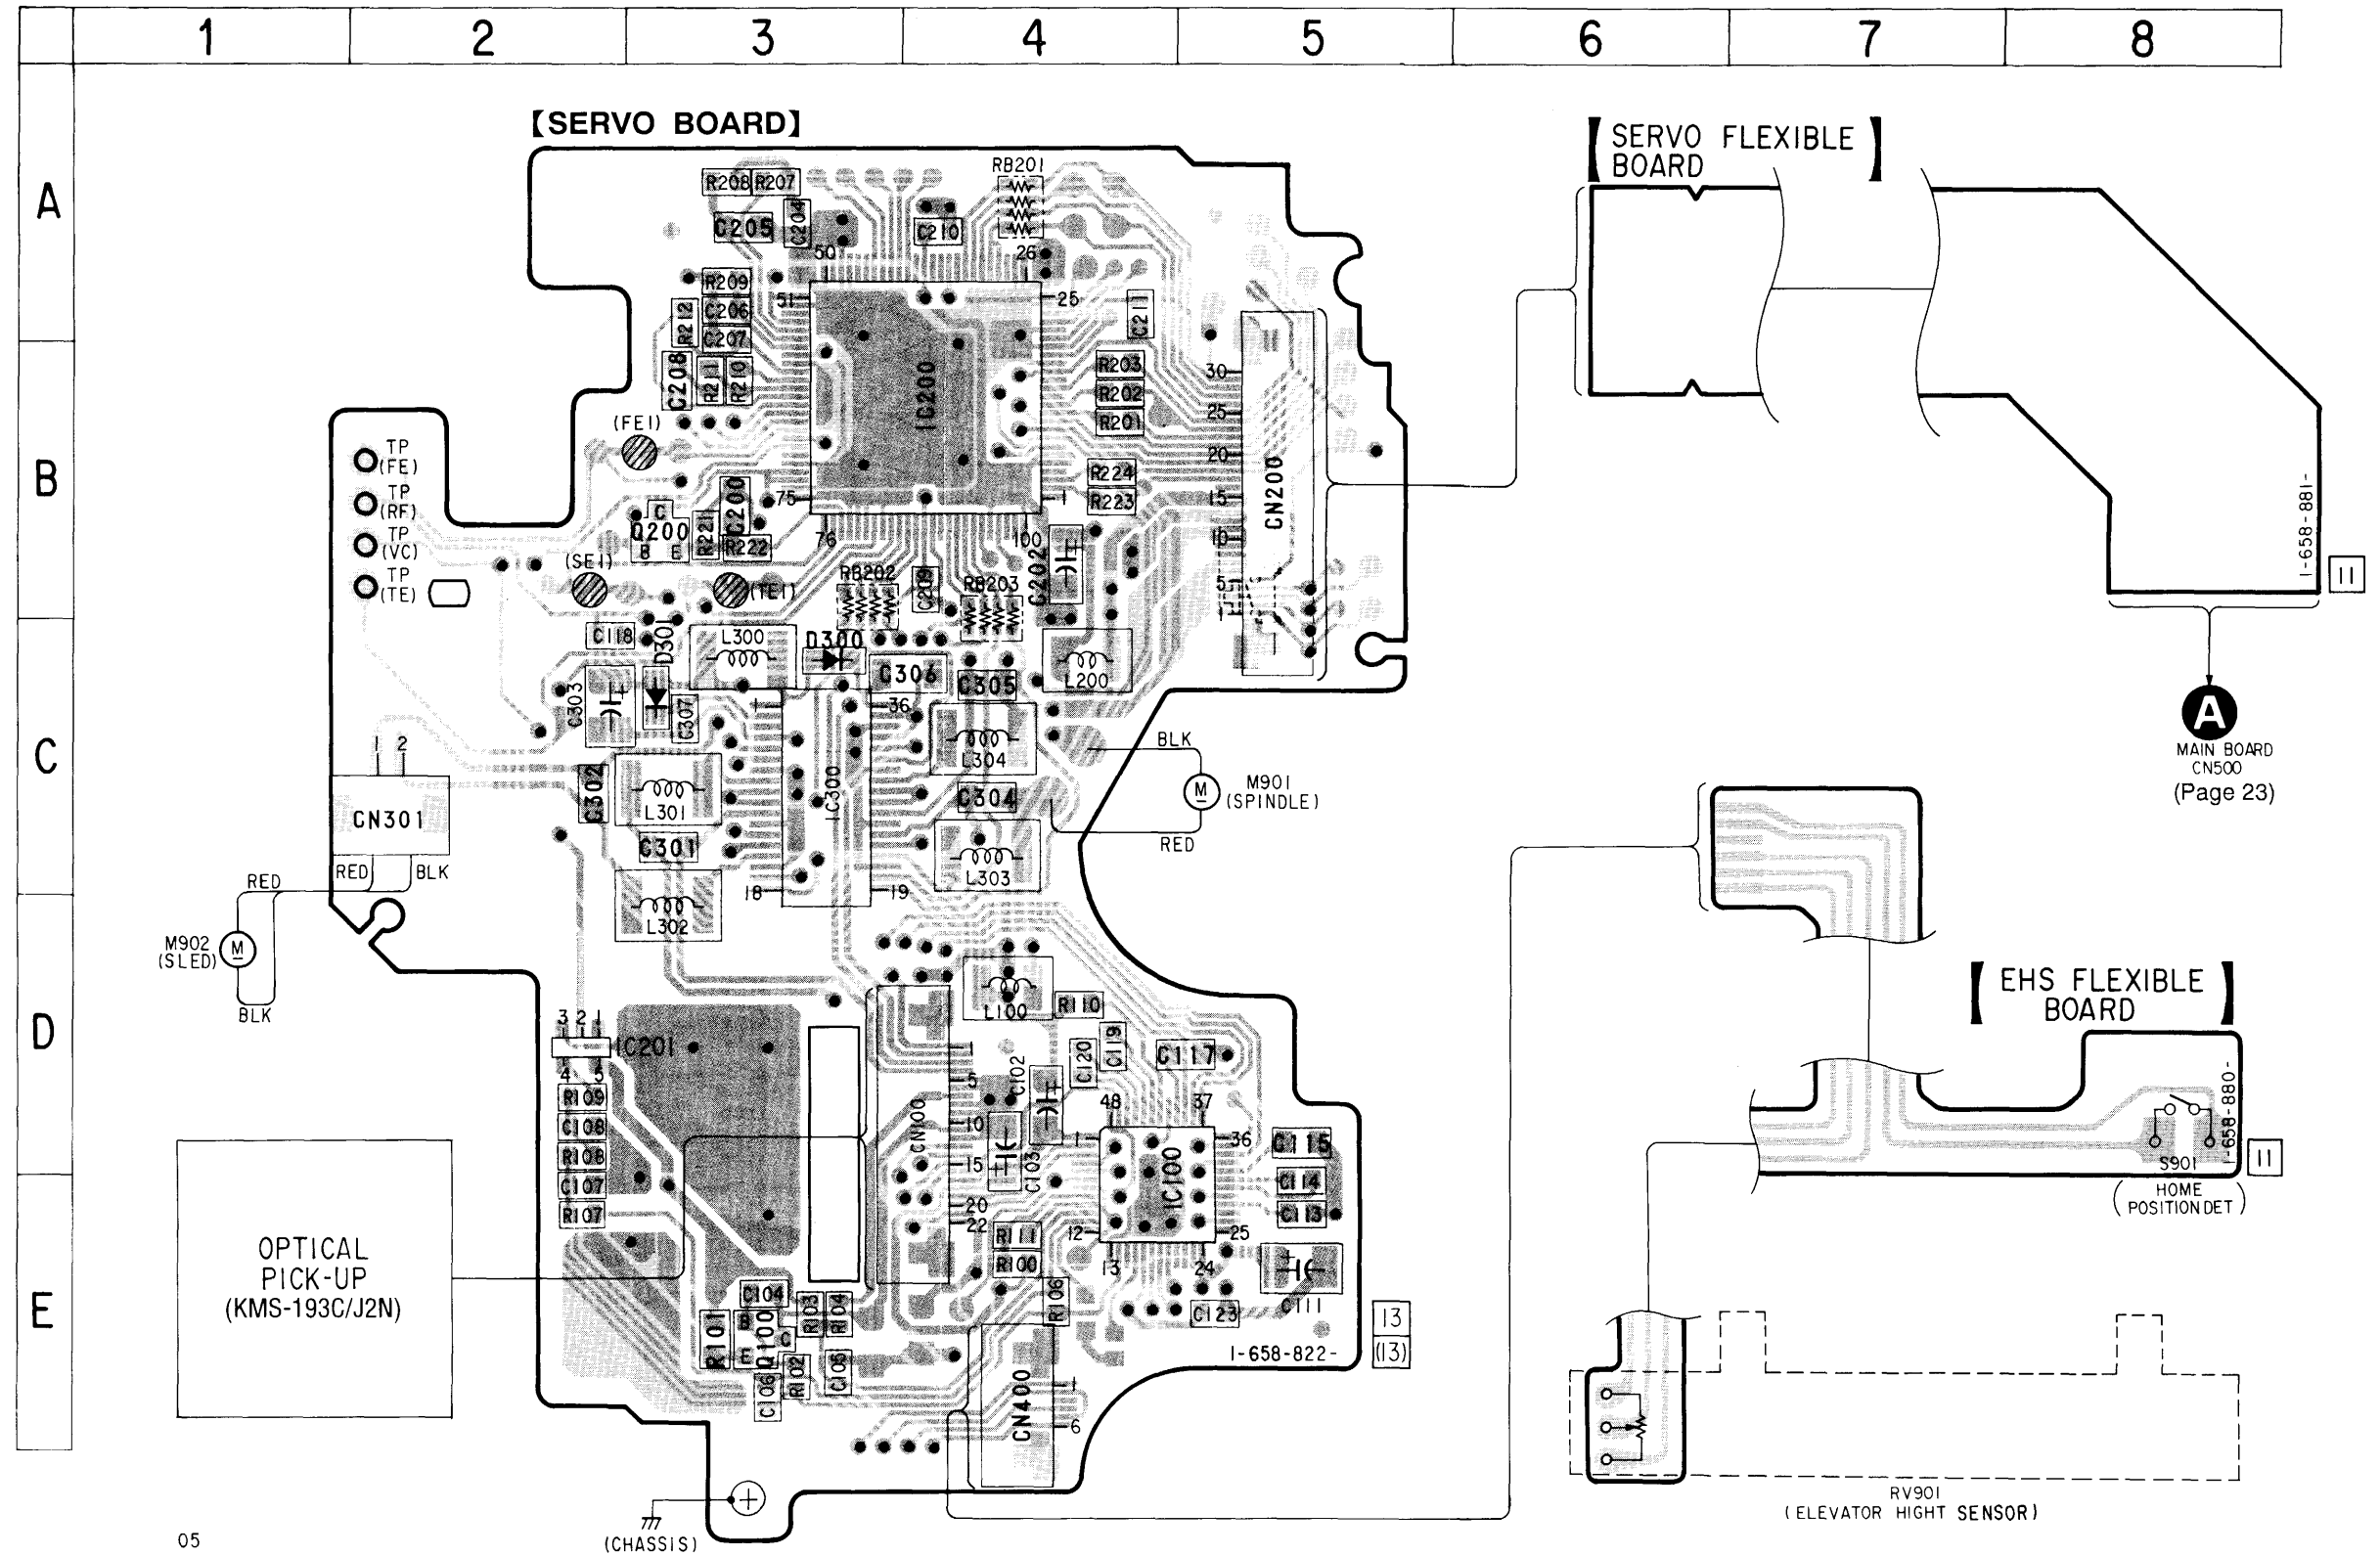 1 2 3 4 5 6 7 8
A
B
C
D
E
【SERVO BOARD】
RB201
R208 R207
C205
C204
C210
50
26
R209
51
25
R212
C206
C207
C211
C208
R211
R210
IC200
R203
R202
R201
(FE1)
TP
(FE)
TP
(RF)
TP
(VC)
TP
(TE)
R224
R223
75
1
C
Q200
B E
R221
C200
R222
76
100
C202
(SE1)
(TE1)
RB202
C209
RB203
30
25
20
15
10
5
1
CN200
C118
D301
L300
D300
C306
C305
L200
C303
C307
1
36
1 2
L304
BLK
M
M901
(SPINDLE)
RED
CN301
C302
L301
IC300
C304
C301
L303
RED
BLK
RED
18
19
L302
M902
(SLED)
M
BLK
L100
R110
3 2 1
IC201
4 5
C102
C120
C119
C117
R109
C108
R108
C107
R107
CN100
1
5
10
15
20
22
C103
48
37
1
36
IC100
12
25
13
24
C115
C114
C113
R111
R100
R106
C111
C123
C104
R101
B
C
E
Q100
R103
R104
C106
R102
C105
1-658-822-
13
(13)
CN400
1
6
OPTICAL
PICK-UP
(KMS-193C/J2N)
(CHASSIS)
05
【SERVO FLEXIBLE
BOARD】
1-658-881-
11
A
MAIN BOARD
CN500
(Page 23)
【EHS FLEXIBLE
BOARD】
1-658-880-
11
S901
HOME
(POSITION DET)
RV901
(ELEVATOR HIGHT SENSOR)